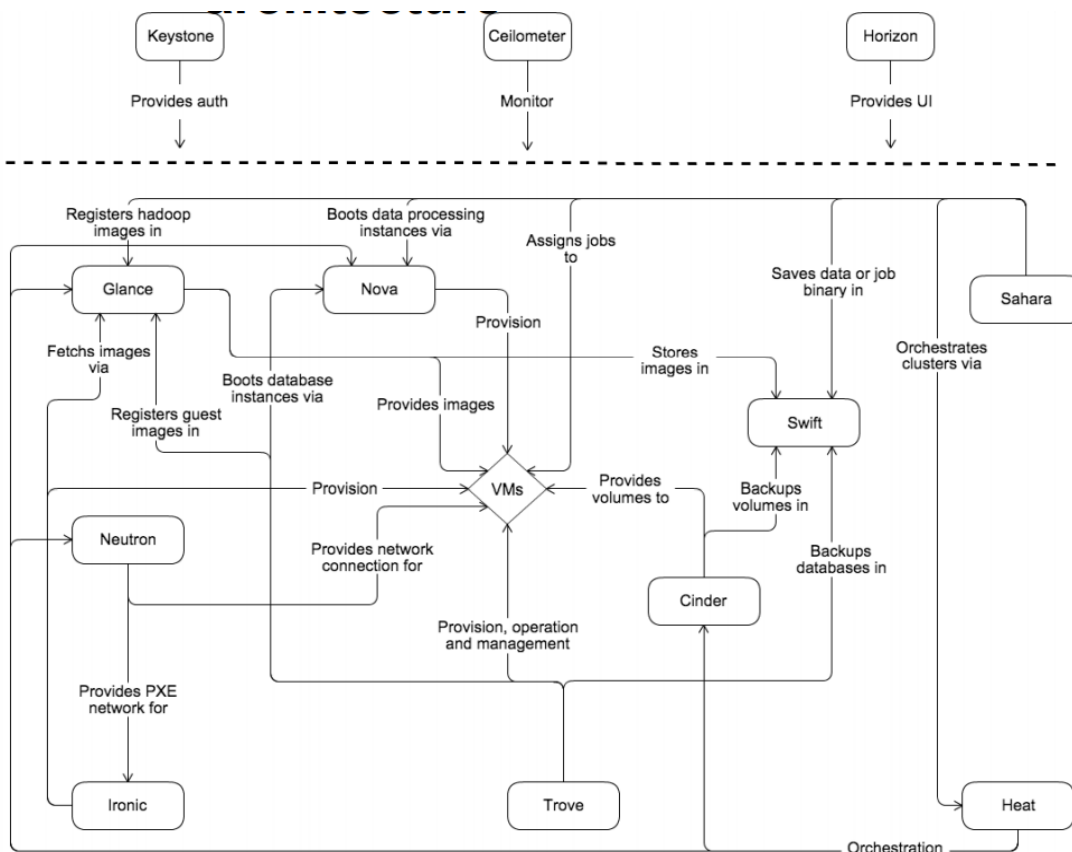 architecture
Keystone
Ceilometer
Horizon
Provides auth
Monitor
Provides UI
Registers hadoop
images in
Boots data processing
instances via
Assigns jobs
to
Saves data or job
binary in
Glance
Nova
Sahara
Provision
Fetchs images
via
Stores
images in
Orchestrates
clusters via
Boots database
instances via
Provides images
Registers guest
images in
Swift
Provision
VMs
Provides
volumes to
Backups
volumes in
Neutron
Provides network
connection for
Backups
databases in
Cinder
Provision, operation
and management
Provides PXE
network for
Ironic
Trove
Heat
Orchestration